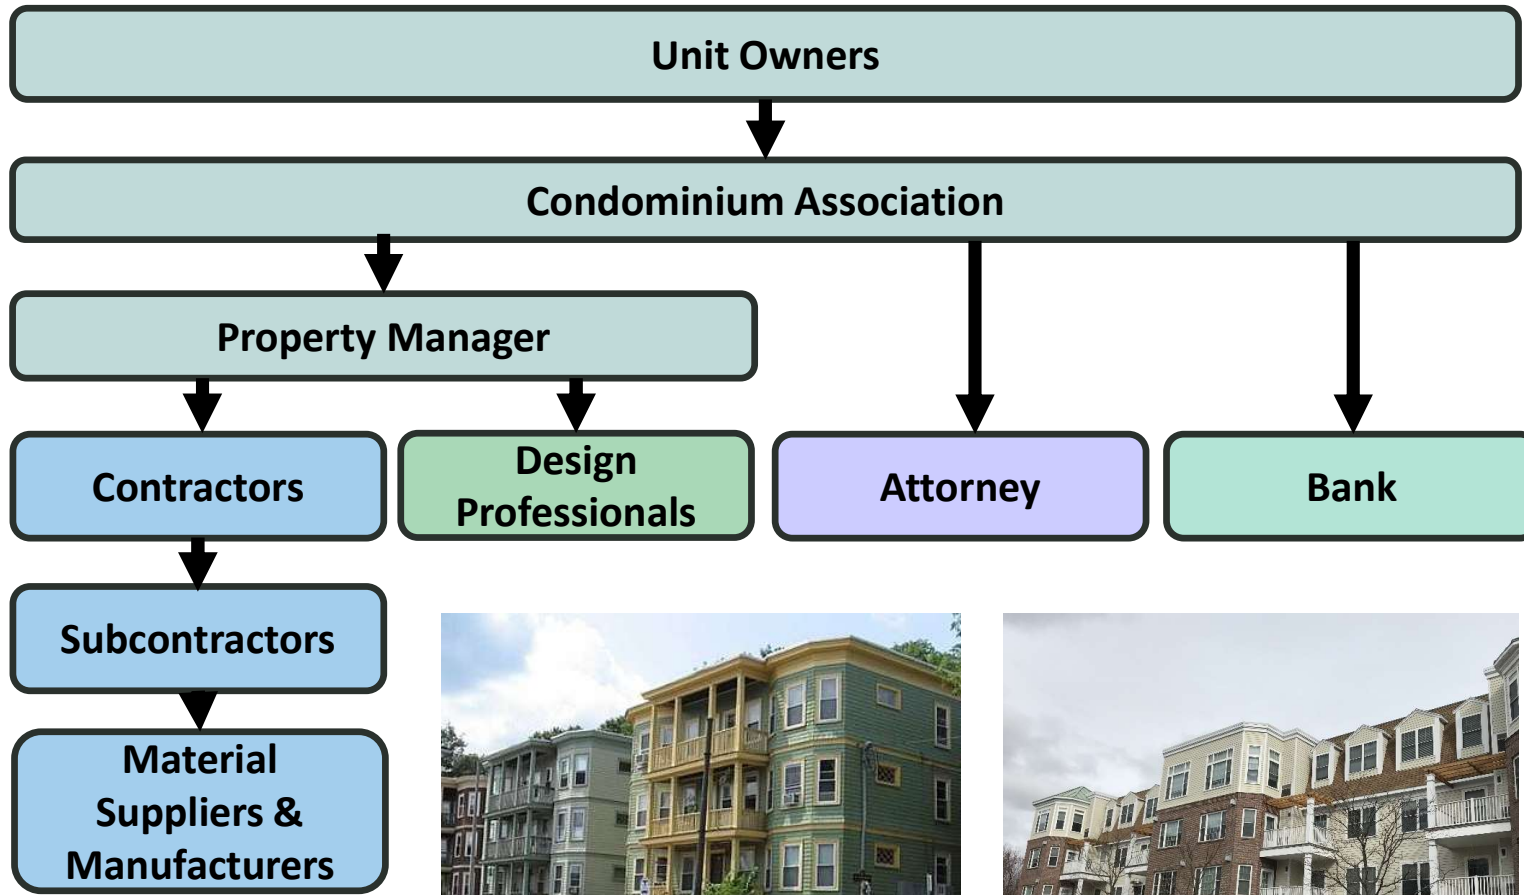 Unit Owners
Condominium Association
Property Manager
Contractors
Design
Professionals
Attorney
Bank
Subcontractors
Material
Suppliers &
Manufacturers